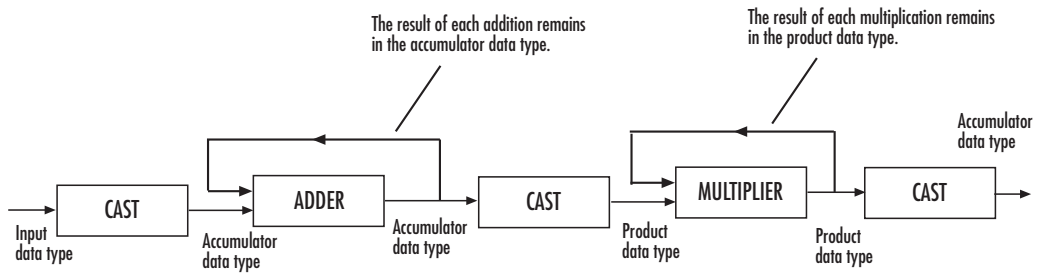 The result of each addition remains
in the accumulator data type.
The result of each multiplication remains
in the product data type.
Accumulator
data type
CAST
ADDER
CAST
MULTIPLIER
CAST
Input
data type
Accumulator
data type
Accumulator
data type
Product
data type
Product
data type